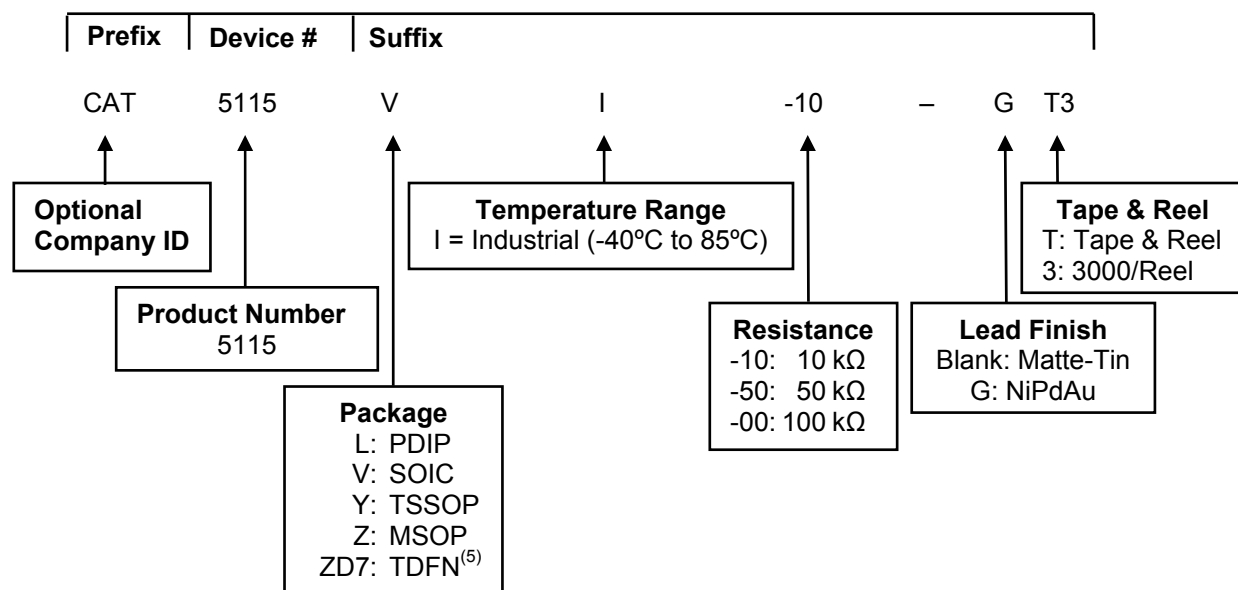 Prefix Device # Suffix
CAT 5115 V I -10 – G T3
Optional
Company ID
Product Number
5115
Package
L: PDIP
V: SOIC
Y: TSSOP
Z: MSOP
ZD7: TDFN(5)
Temperature Range
I = Industrial (-40ºC to 85ºC)
Resistance
-10: 10 kΩ
-50: 50 kΩ
-00: 100 kΩ
Lead Finish
Blank: Matte-Tin
G: NiPdAu
Tape & Reel
T: Tape & Reel
3: 3000/Reel